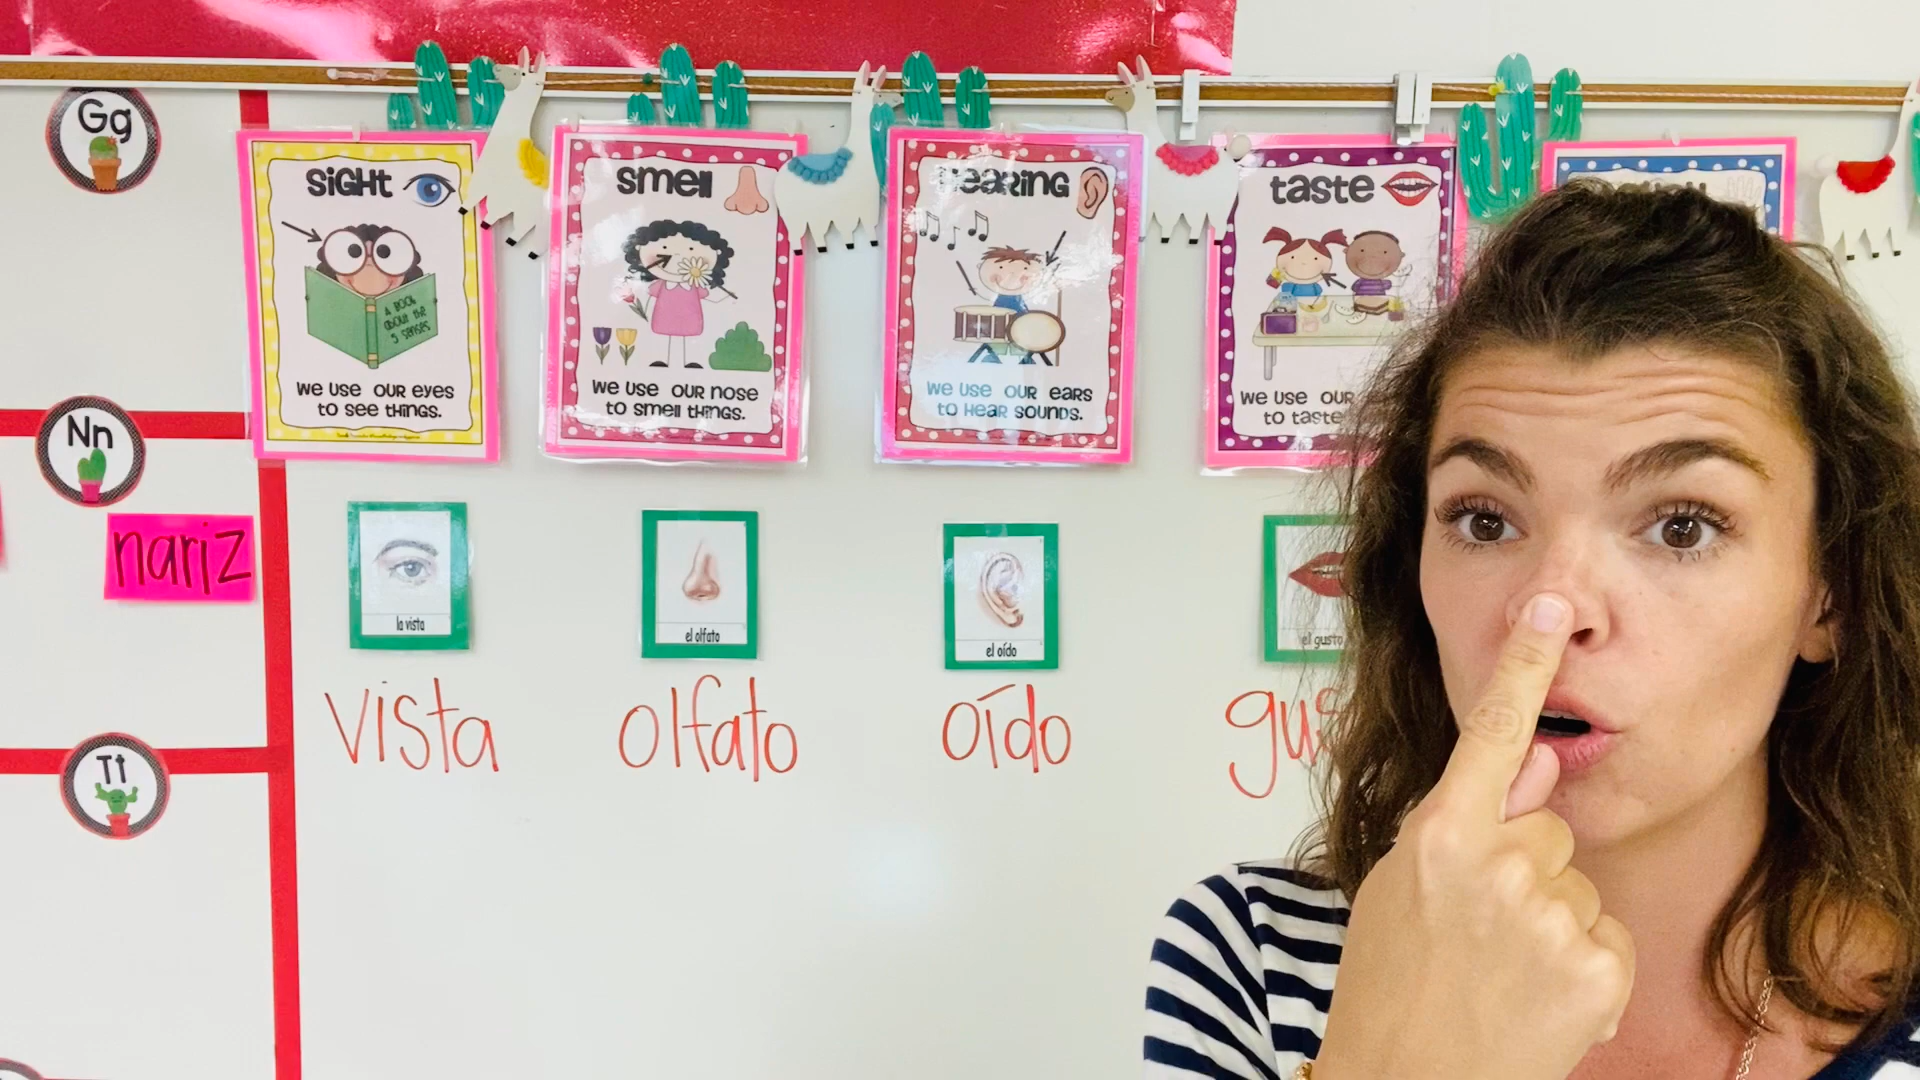 Gg
Nn
nariz
Tt
SIGHT
A BOOK
about the
5 senses
We use our eyes
to see things.
la vista
vista
smell
We use our nose
to smell things.
el olfato
olfato
Hearing
We use our ears
to hear sounds.
el oído
oído
taste
We use our
to taste
el gusto